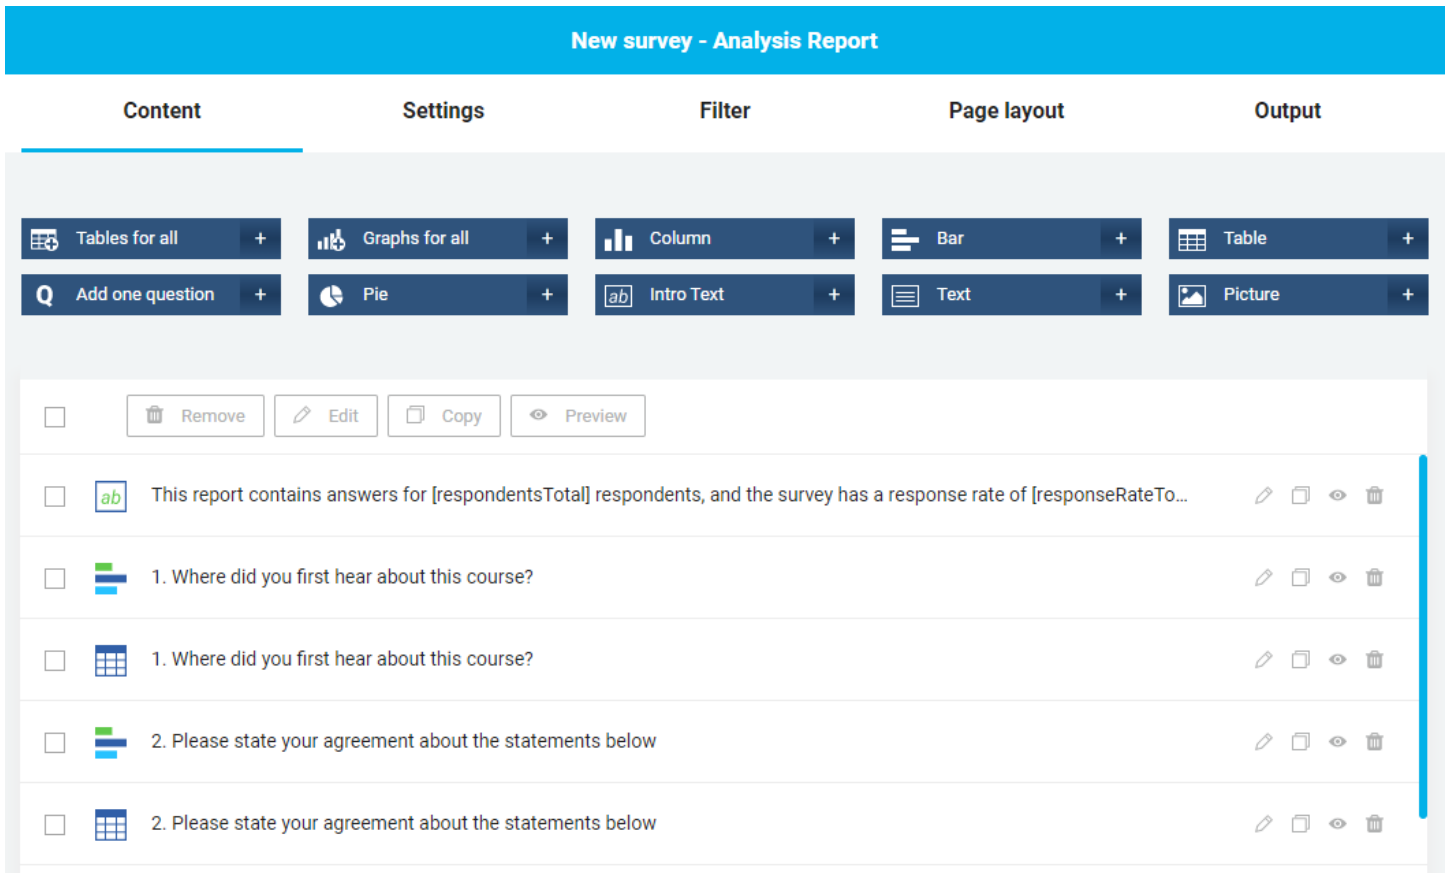 New survey - Analysis Report
Content Settings Filter Page layout Output
Tables for all + Graphs for all + Column + Bar + Table +
Q Add one question + Pie + ab Intro Text + Text + Picture +
Remove Edit Copy Preview
ab This report contains answers for [respondentsTotal] respondents, and the survey has a response rate of [responseRateTo...
1. Where did you first hear about this course?
1. Where did you first hear about this course?
2. Please state your agreement about the statements below
2. Please state your agreement about the statements below